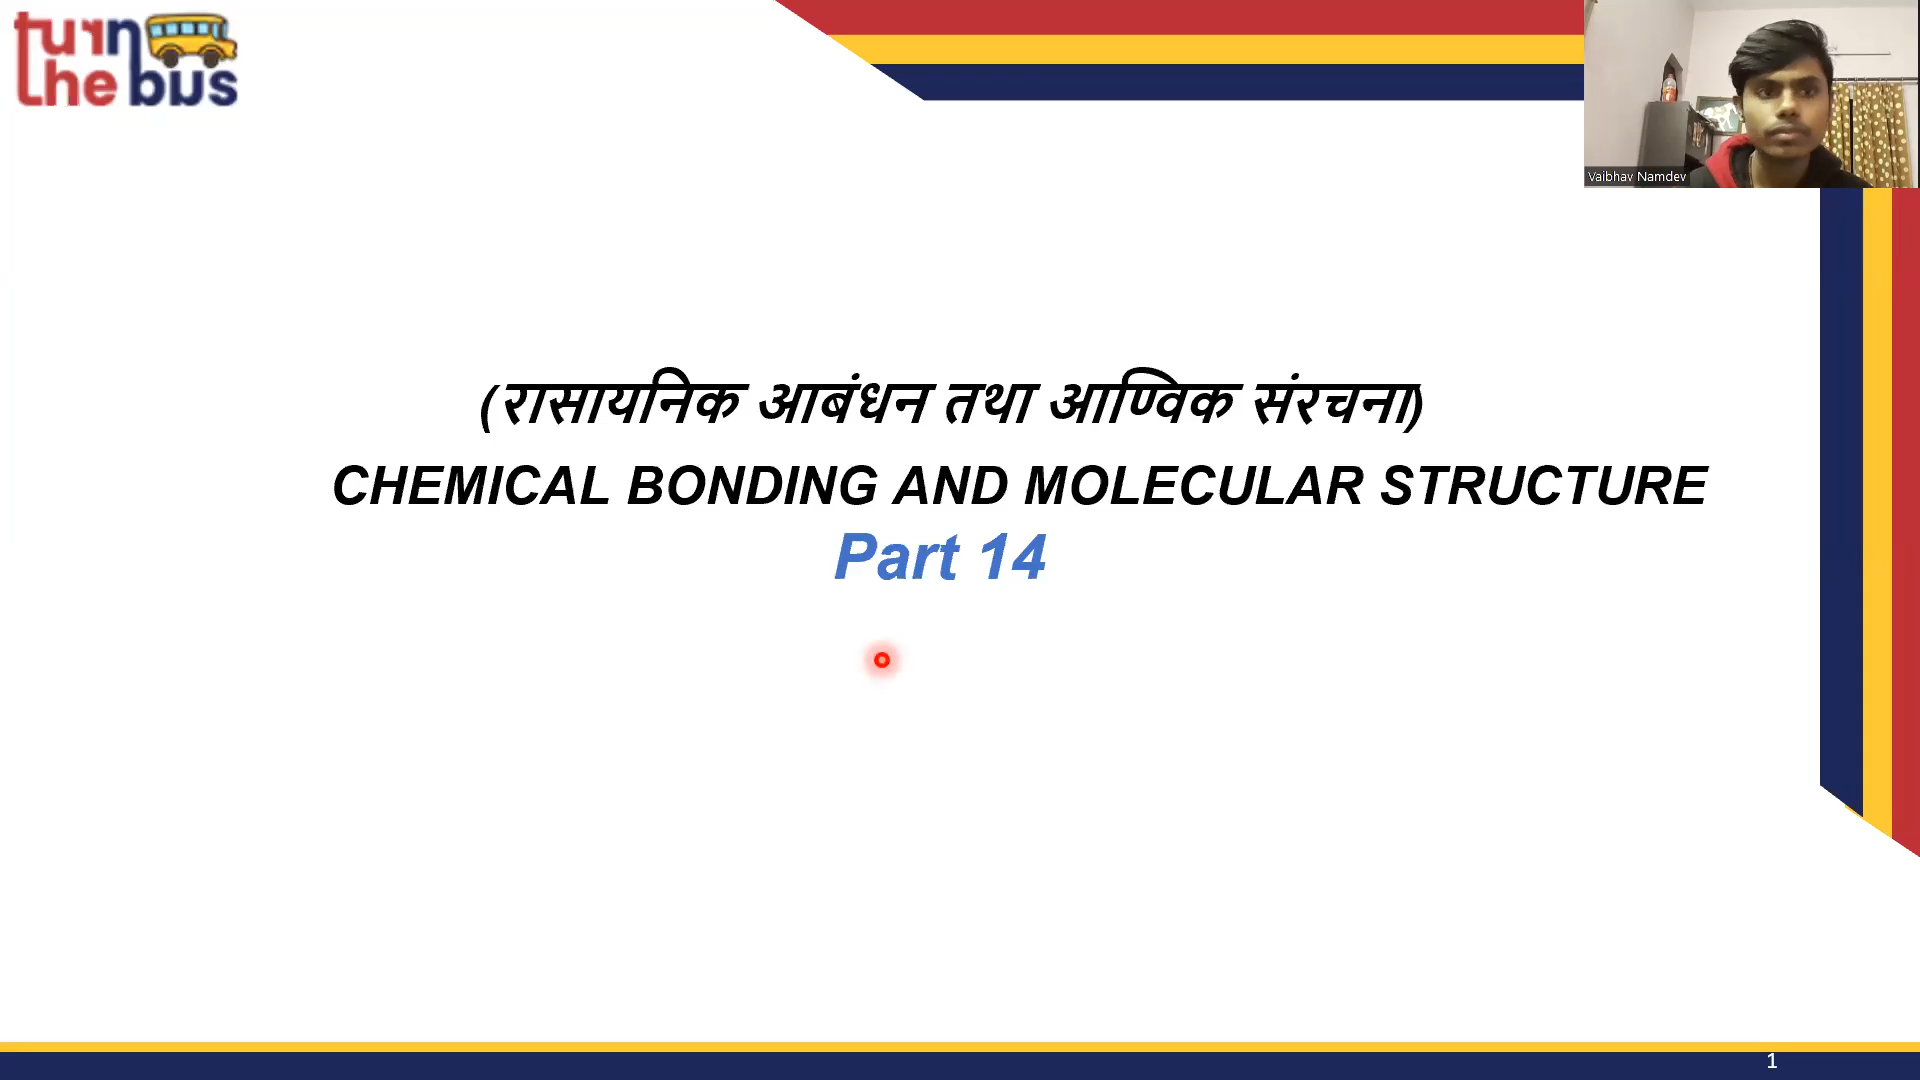 turn
the bus
Vaibhav Namdev
(रासायनिक आबंधन तथा आण्विक संरचना)
CHEMICAL BONDING AND MOLECULAR STRUCTURE
Part 14
1